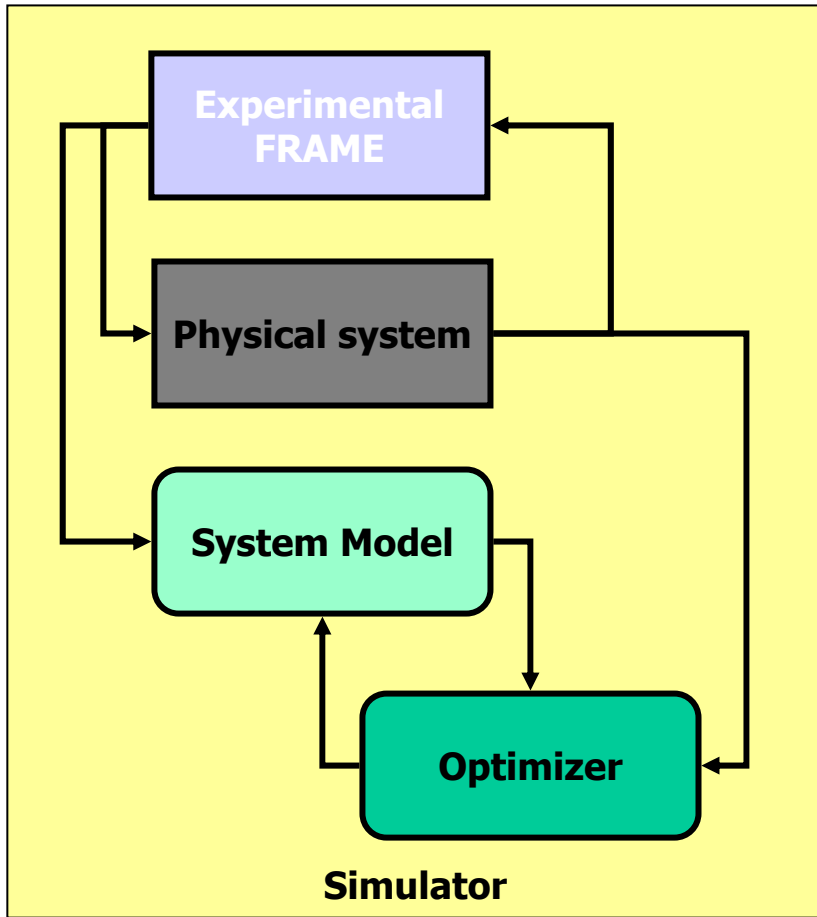 Experimental
FRAME
Physical system
System Model
Optimizer
Simulator